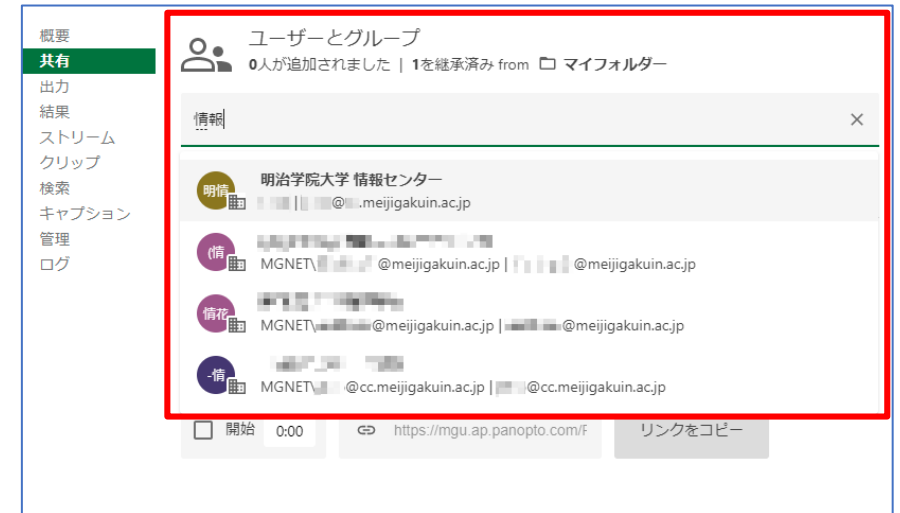 概要
共有
出力
結果
ストリーム
クリップ
検索
キャプション
管理
ログ
ユーザーとグループ
0人が追加されました | 1を継承済み from マイフォルダー
情報
明情
明治学院大学 情報センター
| @ .meijigakuin.ac.jp
(情
MGNET\ @meijigakuin.ac.jp | @meijigakuin.ac.jp
情花
MGNET\ @meijigakuin.ac.jp | @meijigakuin.ac.jp
-情
MGNET\ @cc.meijigakuin.ac.jp | @cc.meijigakuin.ac.jp
開始 0:00 https://mgu.ap.panopto.com/F リンクをコピー